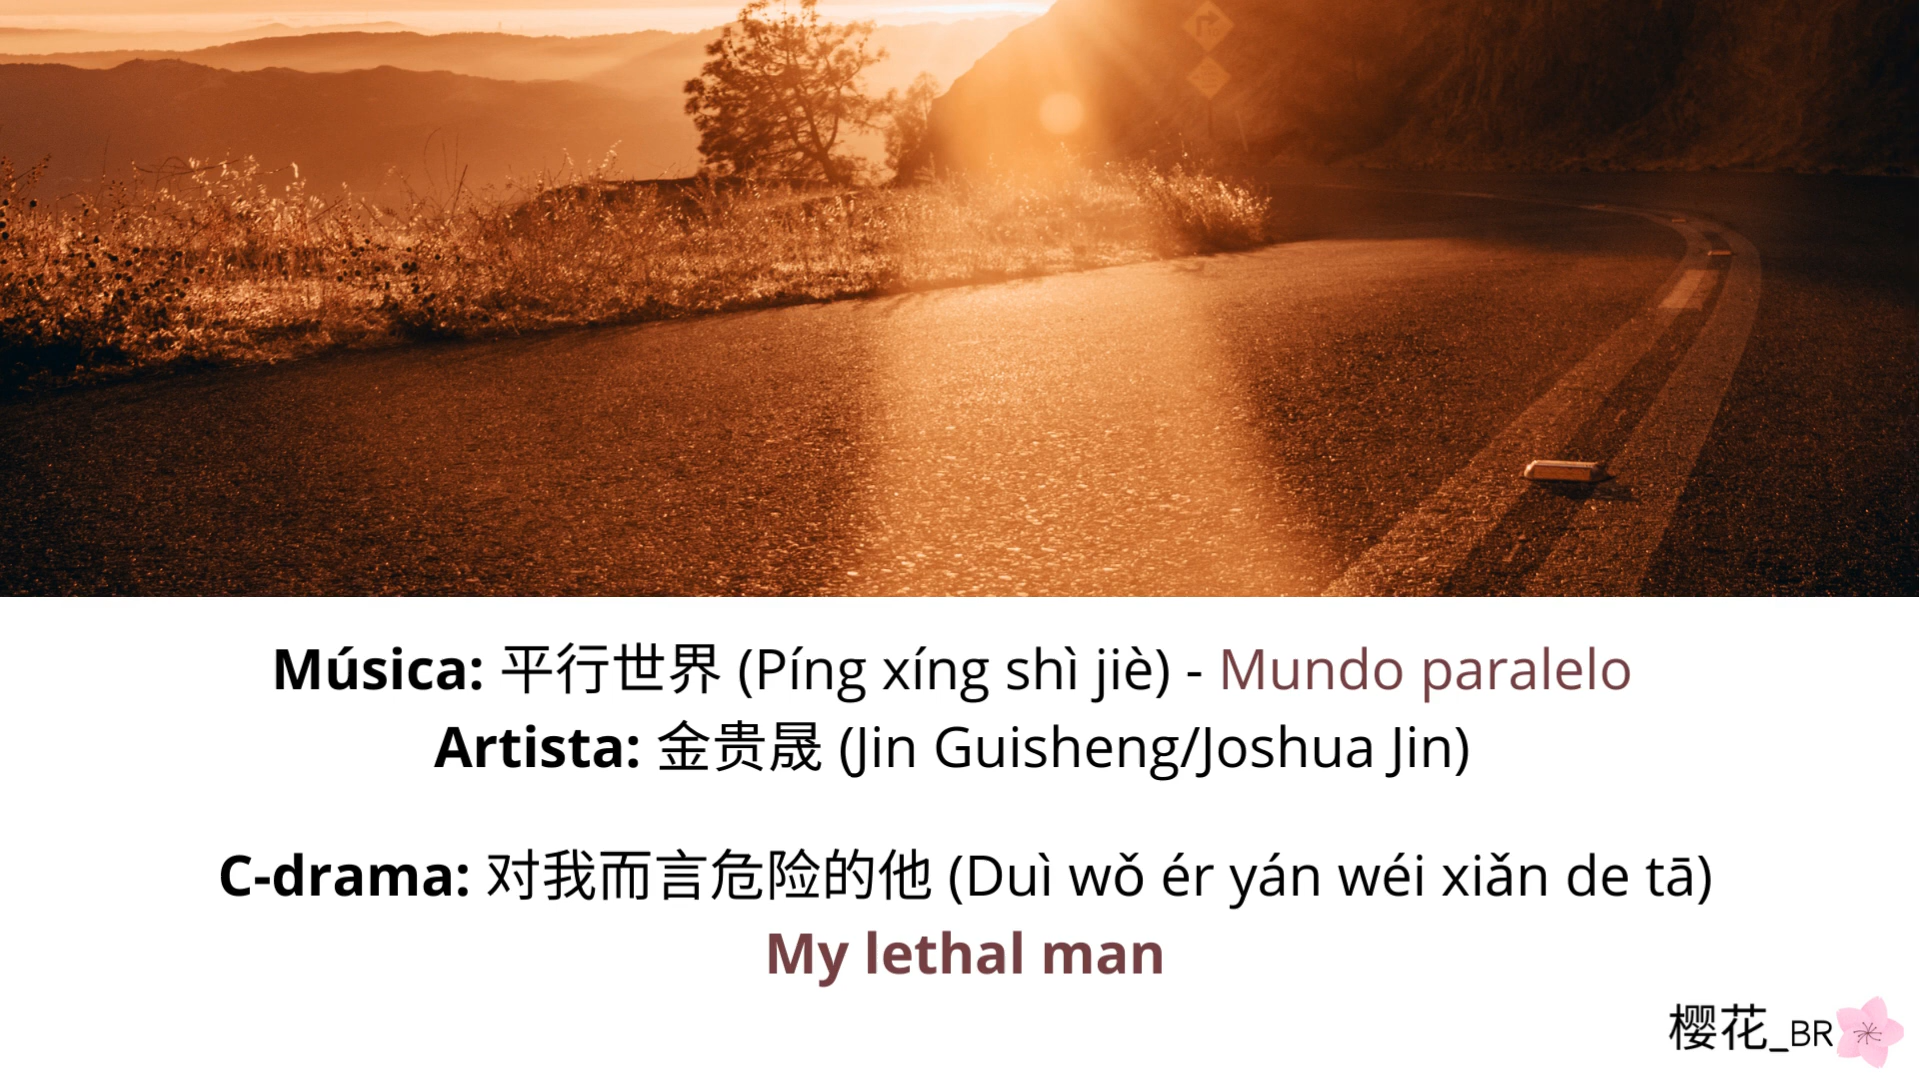 Música: 平行世界 (Píng xíng shì jiè) - Mundo paralelo
Artista: 金贵晟 (Jin Guisheng/Joshua Jin)
C-drama: 对我而言危险的他 (Duì wǒ ér yán wéi xiǎn de tā)
My lethal man
樱花_BR